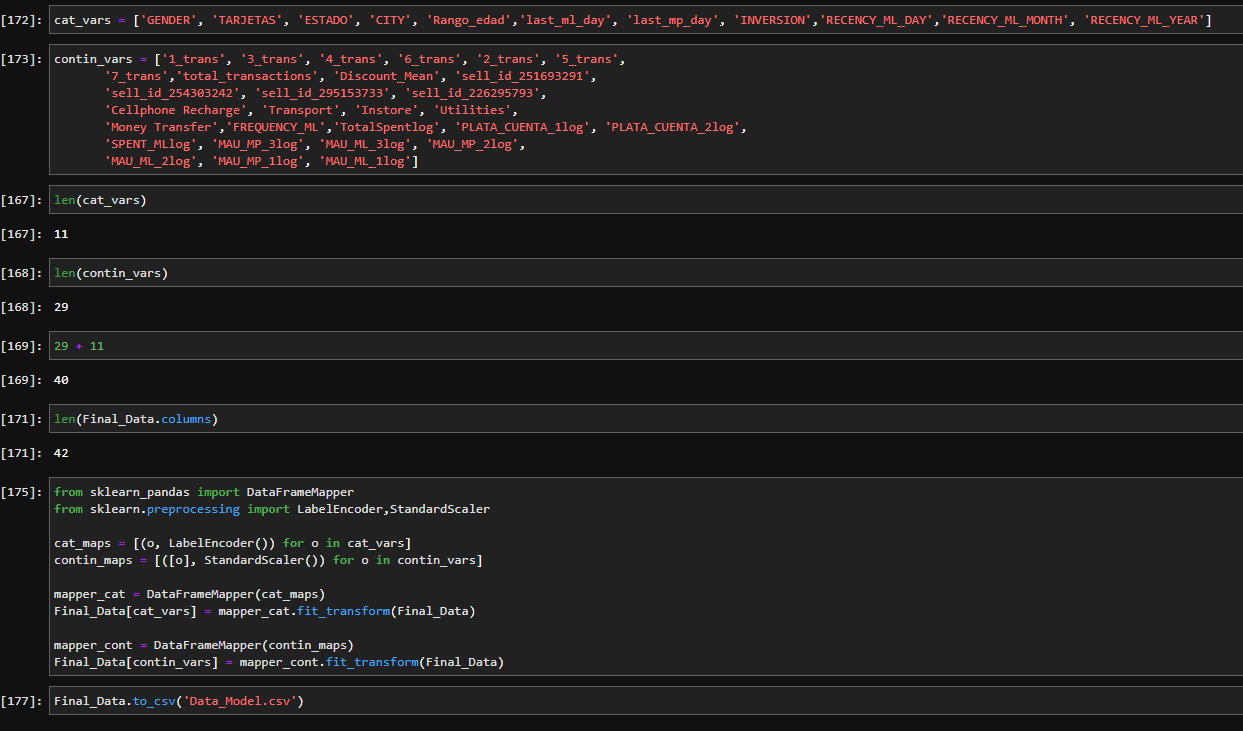 [172]: cat_vars = ['GENDER', 'TARJETAS', 'ESTADO', 'CITY', 'Rango_edad','last_ml_day', 'last_mp_day', 'INVERSION','RECENCY_ML_DAY','RECENCY_ML_MONTH', 'RECENCY_ML_YEAR']
[173]: contin_vars = ['1_trans', '3_trans', '4_trans', '6_trans', '2_trans', '5_trans',
'7_trans','total_transactions', 'Discount_Mean', 'sell_id_251693291',
'sell_id_254303242', 'sell_id_295153733', 'sell_id_226295793',
'Cellphone Recharge', 'Transport', 'Instore', 'Utilities',
'Money Transfer','FREQUENCY_ML','TotalSpentlog', 'PLATA_CUENTA_1log', 'PLATA_CUENTA_2log',
'SPENT_MLlog', 'MAU_MP_3log', 'MAU_ML_3log', 'MAU_MP_2log',
'MAU_ML_2log', 'MAU_MP_1log', 'MAU_ML_1log']
[167]: len(cat_vars)
[167]: 11
[168]: len(contin_vars)
[168]: 29
[169]: 29 + 11
[169]: 40
[171]: len(Final_Data.columns)
[171]: 42
[175]: from sklearn_pandas import DataFrameMapper
from sklearn.preprocessing import LabelEncoder,StandardScaler
cat_maps = [(o, LabelEncoder()) for o in cat_vars]
contin_maps = [([o], StandardScaler()) for o in contin_vars]
mapper_cat = DataFrameMapper(cat_maps)
Final_Data[cat_vars] = mapper_cat.fit_transform(Final_Data)
mapper_cont = DataFrameMapper(contin_maps)
Final_Data[contin_vars] = mapper_cont.fit_transform(Final_Data)
[177]: Final_Data.to_csv('Data_Model.csv')